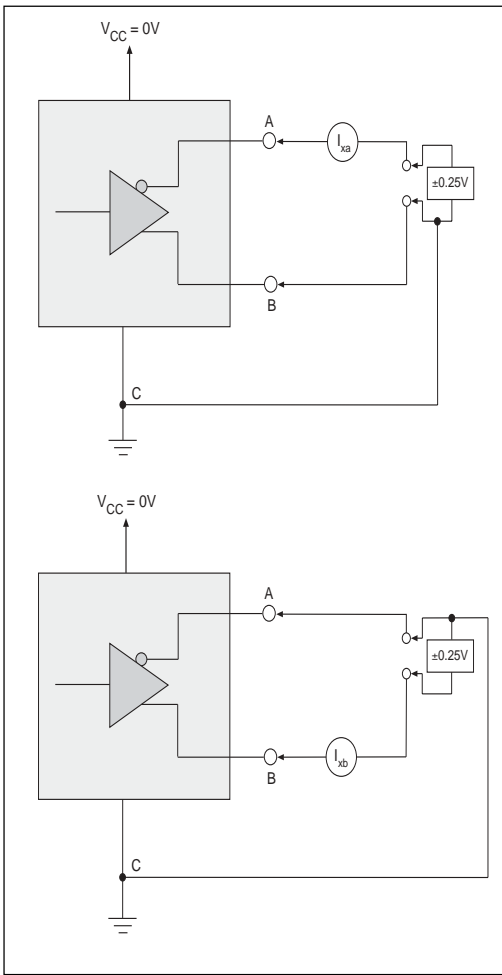 V_CC = 0V
A
I_xa
±0.25V
B
C
V_CC = 0V
A
±0.25V
I_xb
B
C